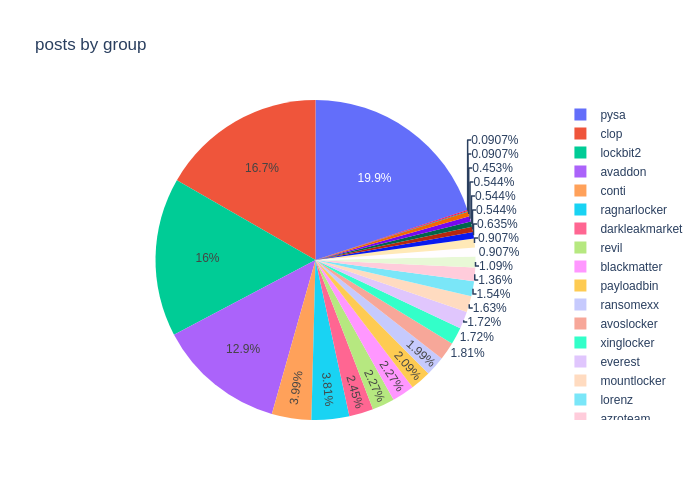 posts by group
pysa
clop
lockbit2
avaddon
conti
ragnarlocker
darkleakmarket
revil
blackmatter
payloadbin
ransomexx
avoslocker
xinglocker
everest
mountlocker
lorenz
azroteam
19.9%
16.7%
16%
12.9%
3.99%
3.81%
2.45%
2.27%
2.27%
2.09%
1.99%
1.81%
1.72%
1.72%
1.63%
1.54%
1.36%
1.09%
0.907%
0.907%
0.635%
0.544%
0.544%
0.544%
0.453%
0.0907%
0.0907%